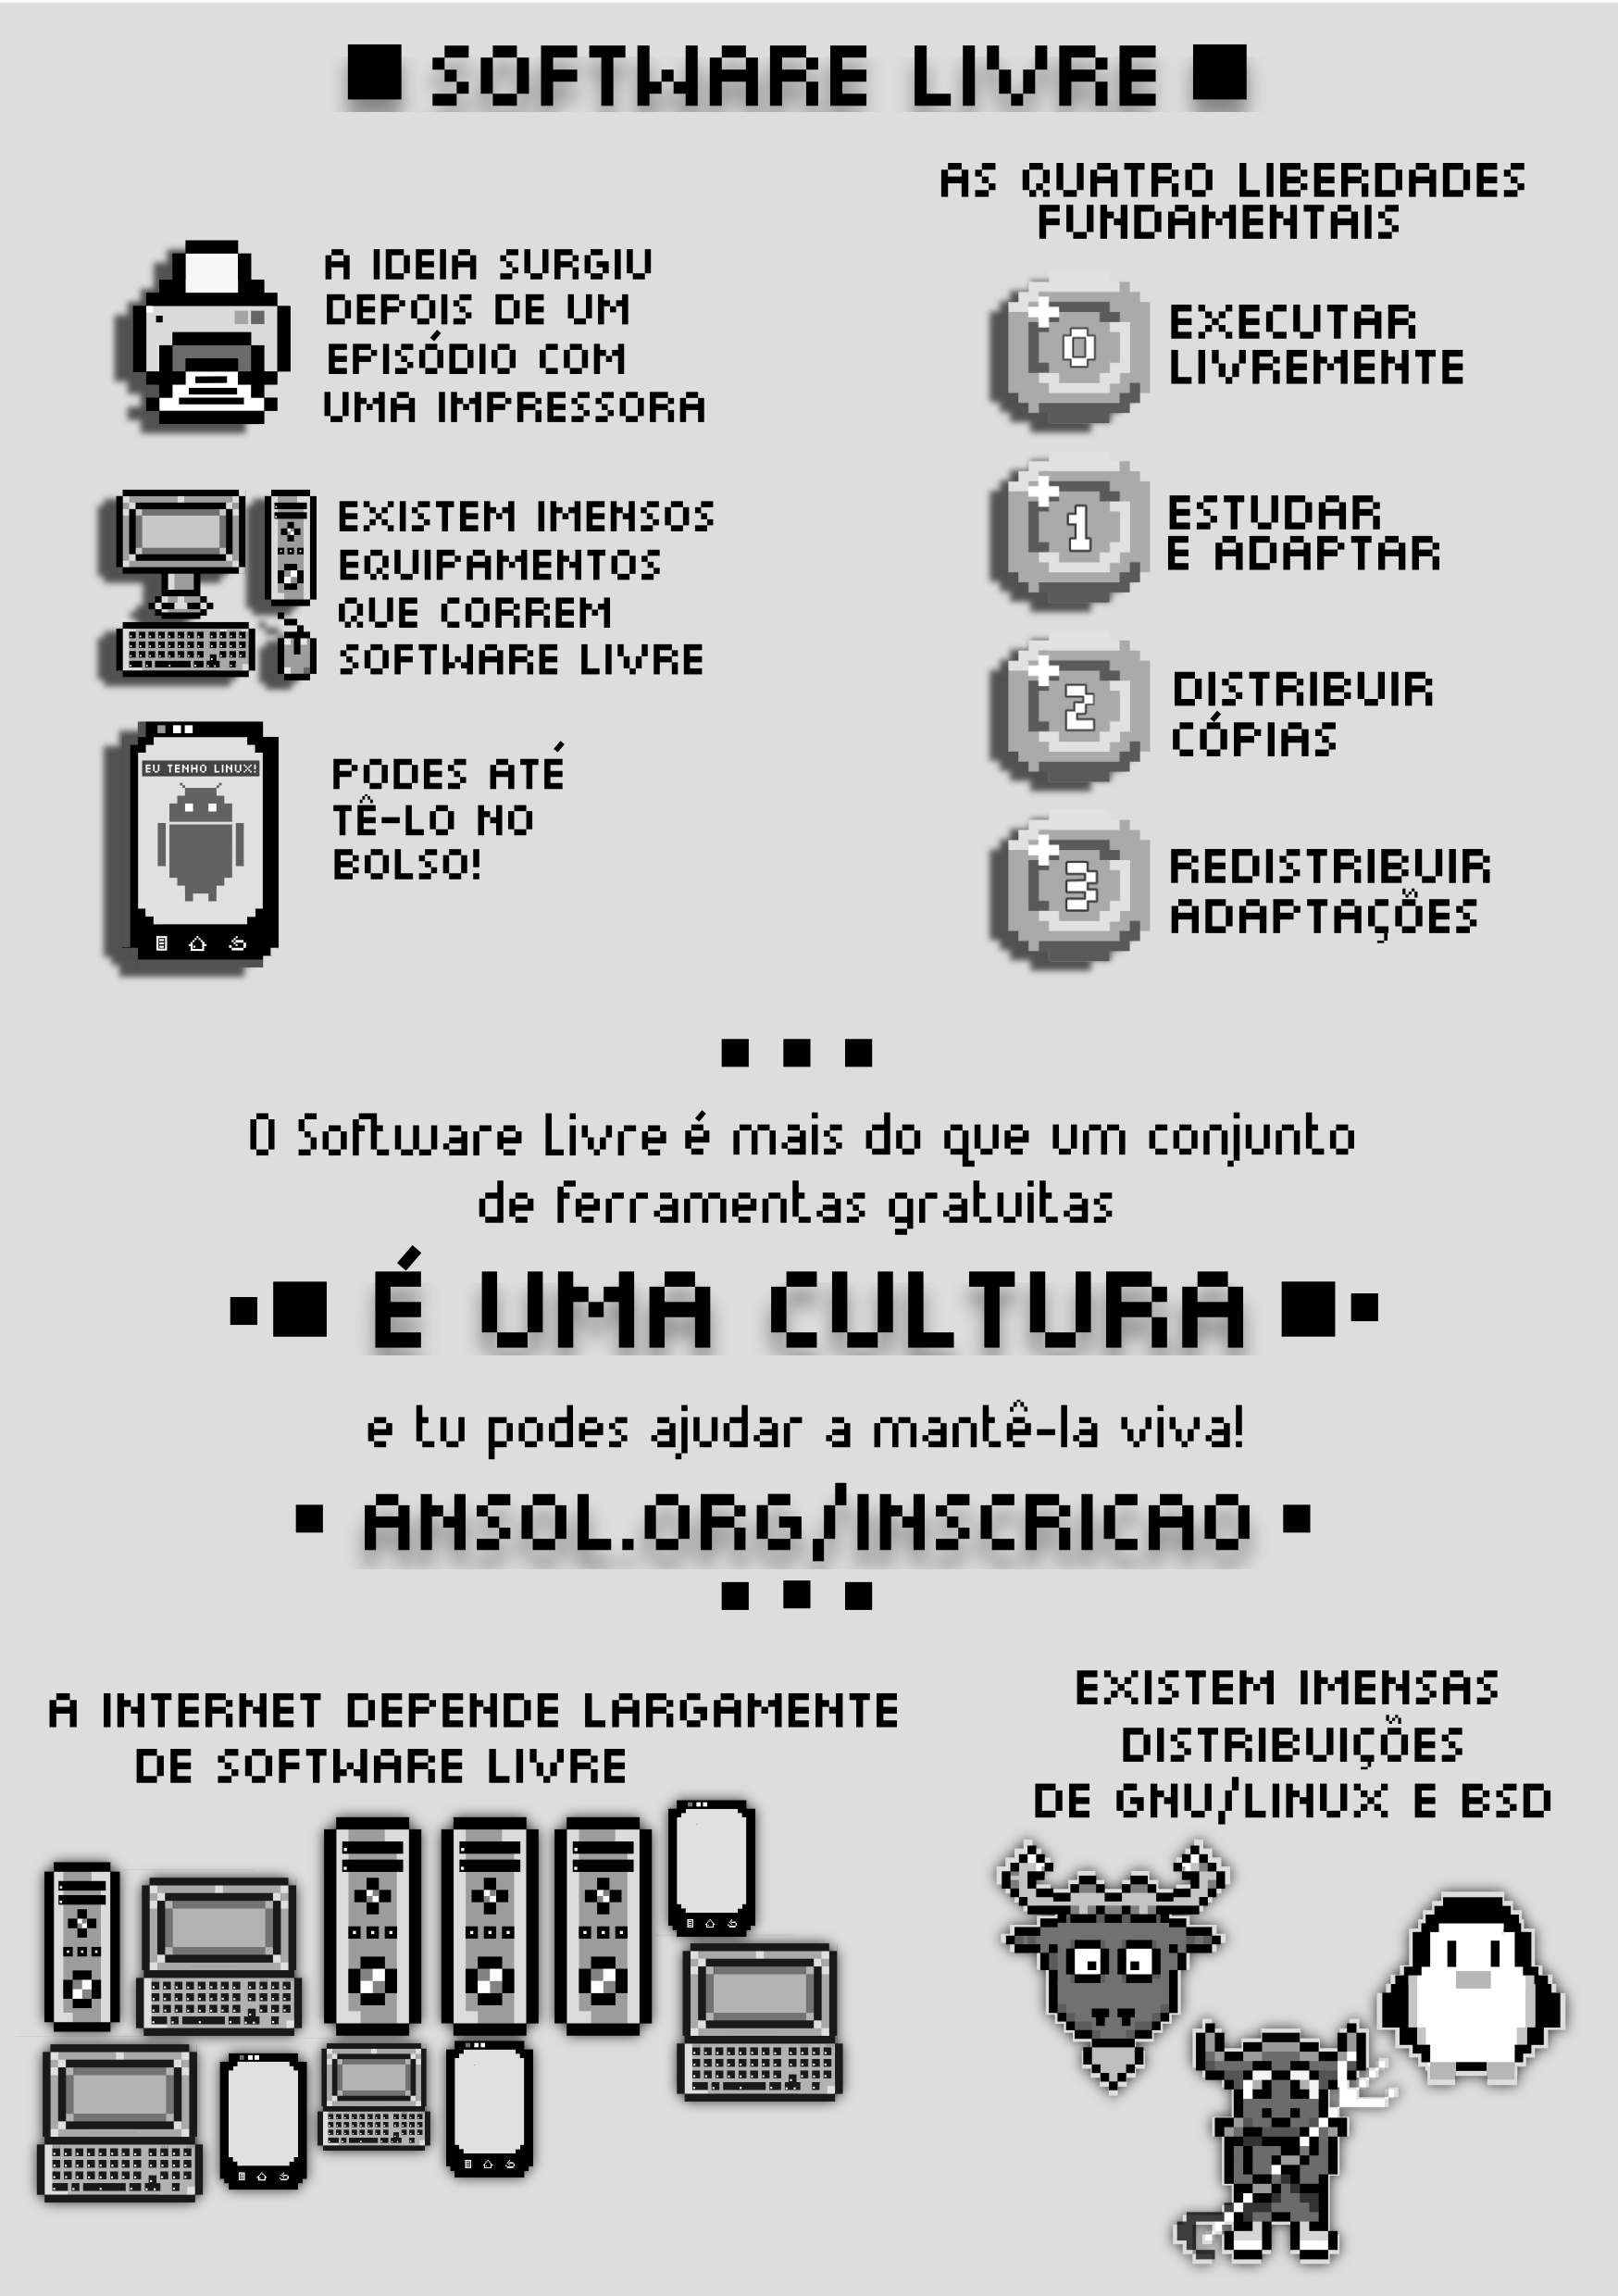 SOFTWARE LIVRE
A IDEIA SURGIU
DEPOIS DE UM
EPISÓDIO COM
UMA IMPRESSORA
EXISTEM IMENSOS
EQUIPAMENTOS
QUE CORREM
SOFTWARE LIVRE
EU TENHO LINUX!
PODES ATÉ
TÊ-LO NO
BOLSO!
AS QUATRO LIBERDADES
FUNDAMENTAIS
0
EXECUTAR
LIVREMENTE
1
ESTUDAR
E ADAPTAR
2
DISTRIBUIR
CÓPIAS
3
REDISTRIBUIR
ADAPTAÇÕES
O Software Livre é mais do que um conjunto
de ferramentas gratuitas
É UMA CULTURA
e tu podes ajudar a mantê-la viva!
ANSOL.ORG/INSCRICAO
A INTERNET DEPENDE LARGAMENTE
DE SOFTWARE LIVRE
EXISTEM IMENSAS
DISTRIBUIÇÕES
DE GNU/LINUX E BSD